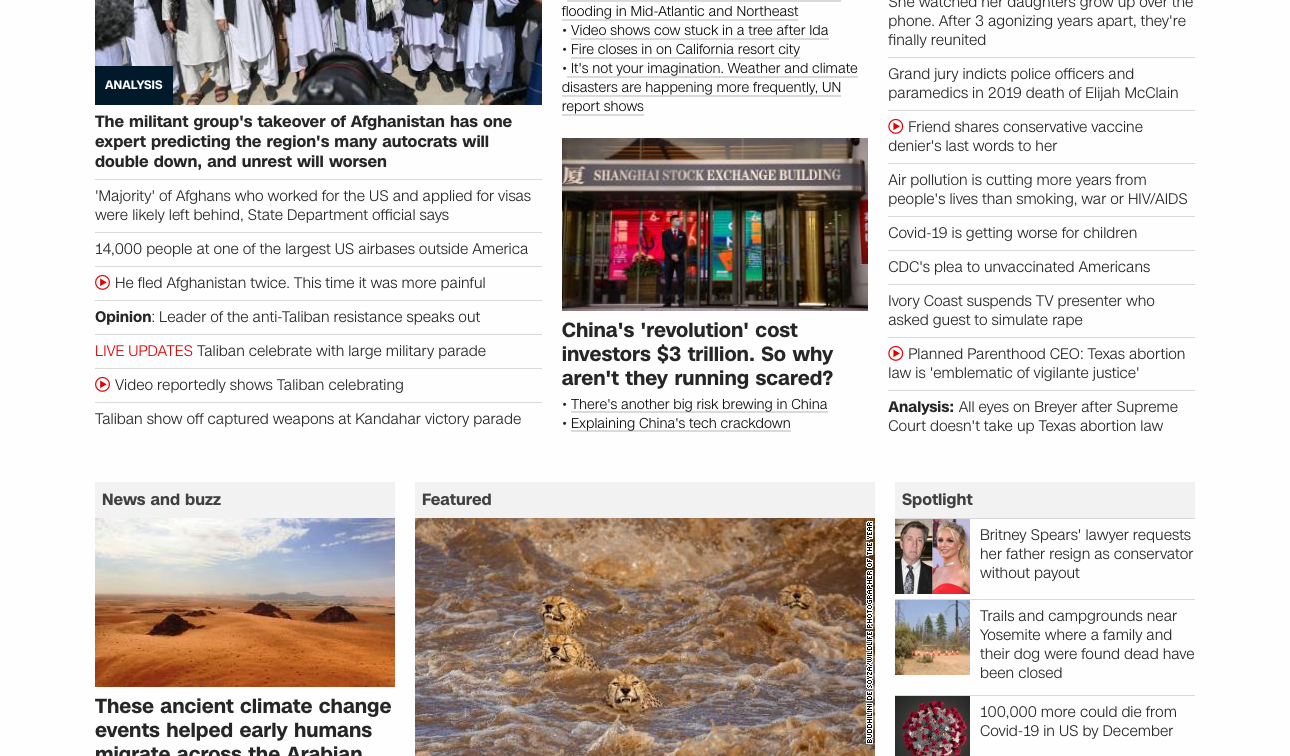 ANALYSIS
The militant group's takeover of Afghanistan has one
expert predicting the region's many autocrats will
double down, and unrest will worsen
'Majority' of Afghans who worked for the US and applied for visas
were likely left behind, State Department official says
14,000 people at one of the largest US airbases outside America
He fled Afghanistan twice. This time it was more painful
Opinion: Leader of the anti-Taliban resistance speaks out
LIVE UPDATES Taliban celebrate with large military parade
Video reportedly shows Taliban celebrating
Taliban show off captured weapons at Kandahar victory parade
flooding in Mid-Atlantic and Northeast
• Video shows cow stuck in a tree after Ida
• Fire closes in on California resort city
• It's not your imagination. Weather and climate
disasters are happening more frequently, UN
report shows
SHANGHAI STOCK EXCHANGE BUILDING
China's 'revolution' cost
investors $3 trillion. So why
aren't they running scared?
• There's another big risk brewing in China
• Explaining China's tech crackdown
She watched her daughters grow up over the
phone. After 3 agonizing years apart, they're
finally reunited
Grand jury indicts police officers and
paramedics in 2019 death of Elijah McClain
Friend shares conservative vaccine
denier's last words to her
Air pollution is cutting more years from
people's lives than smoking, war or HIV/AIDS
Covid-19 is getting worse for children
CDC's plea to unvaccinated Americans
Ivory Coast suspends TV presenter who
asked guest to simulate rape
Planned Parenthood CEO: Texas abortion
law is 'emblematic of vigilante justice'
Analysis: All eyes on Breyer after Supreme
Court doesn't take up Texas abortion law
News and buzz
These ancient climate change
events helped early humans
migrate across the Arabian
Featured
BUDDHILINI DE SOYZA/WILDLIFE PHOTOGRAPHER OF THE YEAR
Spotlight
Britney Spears' lawyer requests
her father resign as conservator
without payout
Trails and campgrounds near
Yosemite where a family and
their dog were found dead have
been closed
100,000 more could die from
Covid-19 in US by December